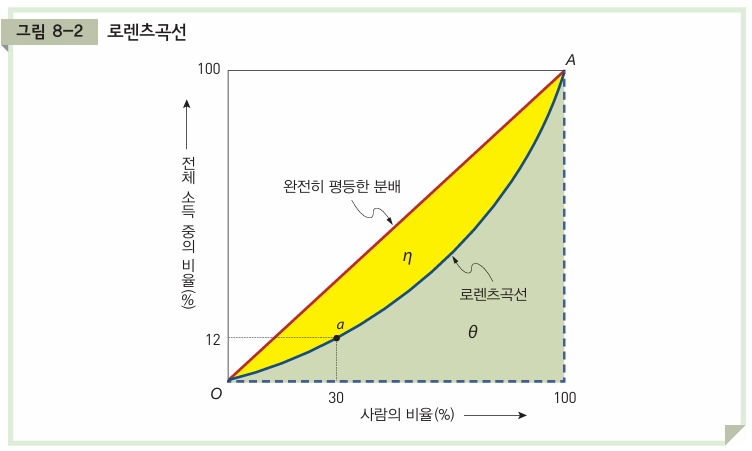 그림 8-2 로렌츠곡선
A
100
전체 소득 중의 비율(%)
완전히 평등한 분배
η
로렌츠곡선
a
θ
12
O
30
100
사람의 비율(%)